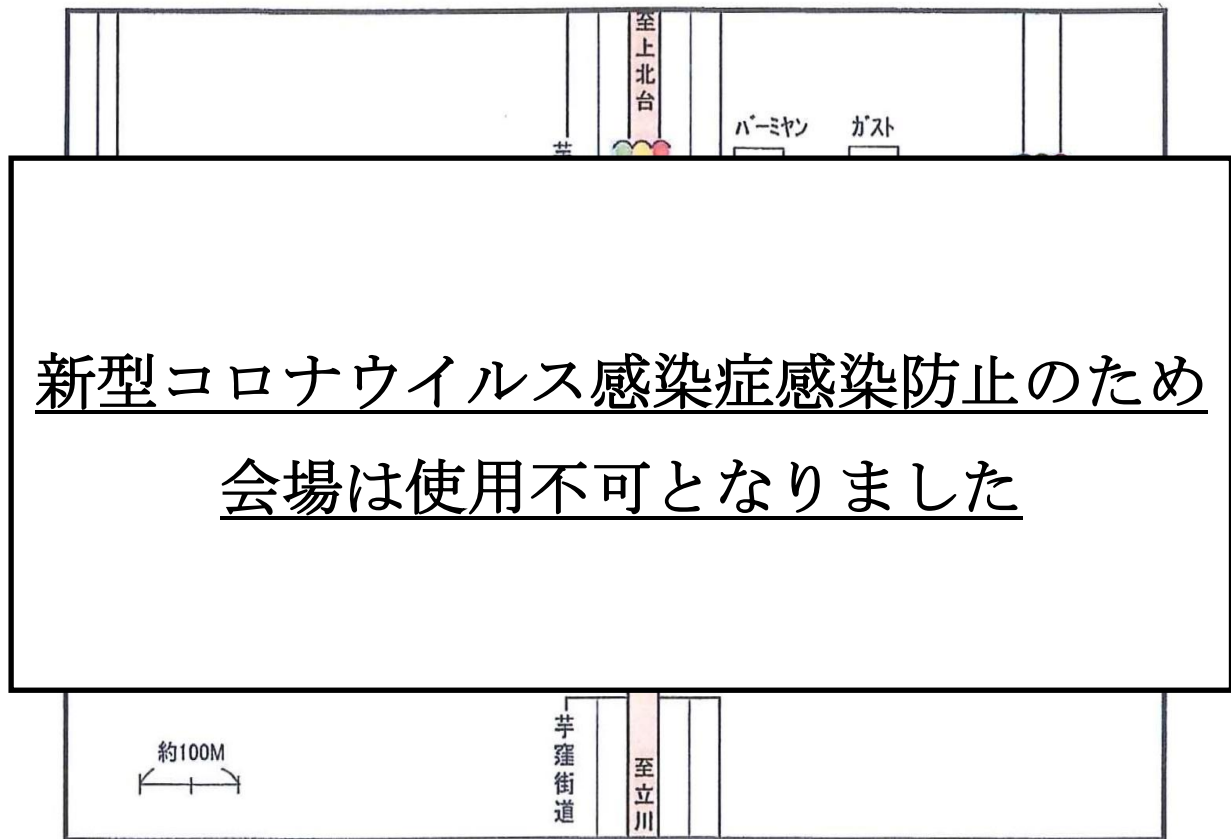 至上北台
バーミヤン
ガスト
芋
新型コロナウイルス感染症感染防止のため
会場は使用不可となりました
芋窪街道
約100M
至立川